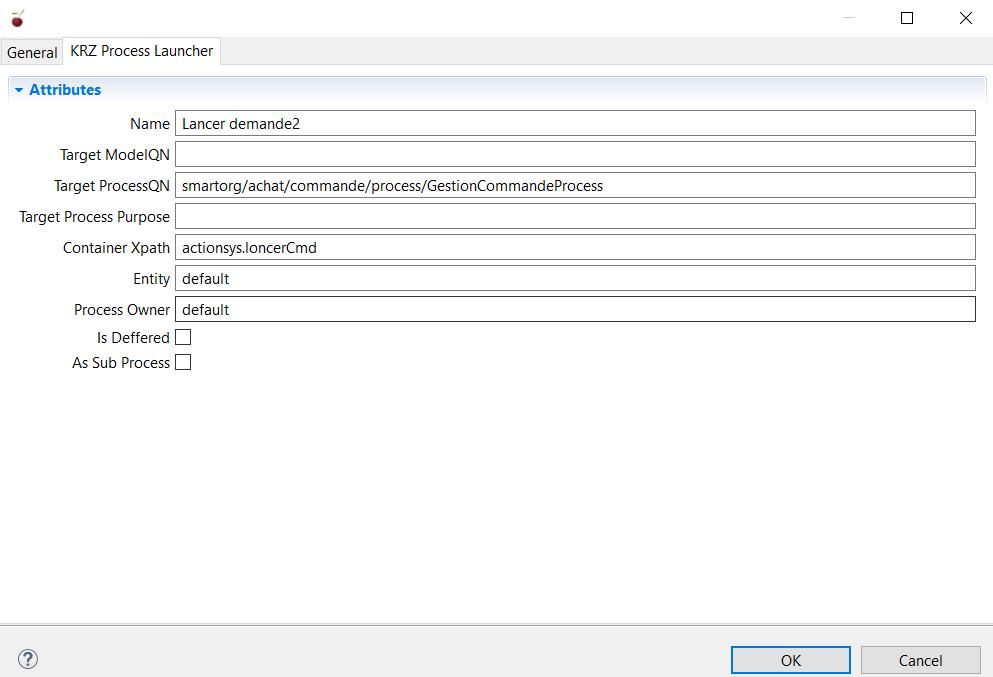 General KRZ Process Launcher
Attributes
Name Lancer demande2
Target ModelQN
Target ProcessQN smartorg/achat/commande/process/GestionCommandeProcess
Target Process Purpose
Container Xpath actionsys.loncerCmd
Entity default
Process Owner default
Is Deffered
As Sub Process
? OK Cancel